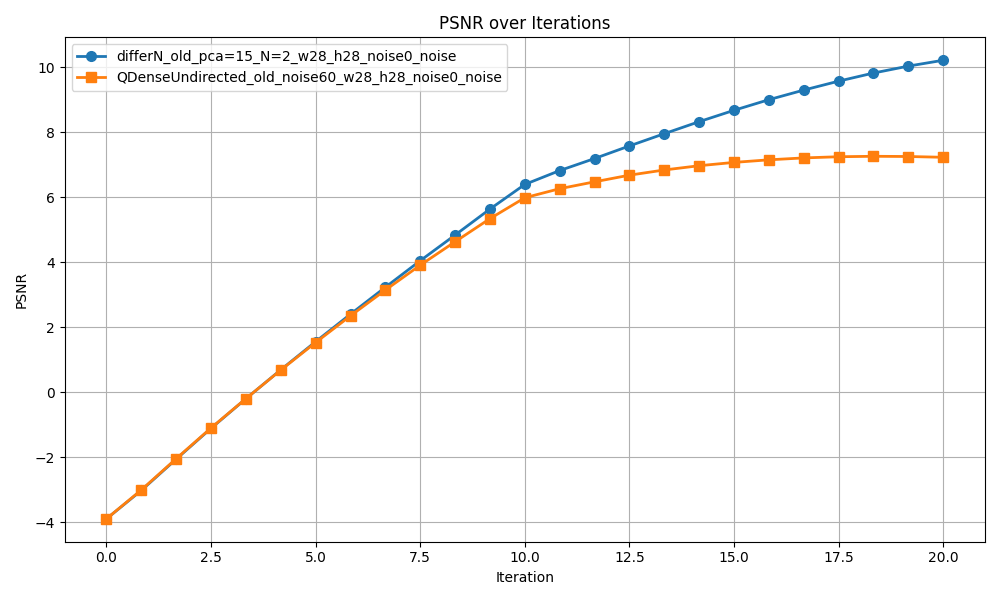 PSNR over Iterations
differN_old_pca=15_N=2_w28_h28_noise0_noise
QDenseUndirected_old_noise60_w28_h28_noise0_noise
PSNR
10
8
6
4
2
0
−2
−4
0.0 2.5 5.0 7.5 10.0 12.5 15.0 17.5 20.0
Iteration